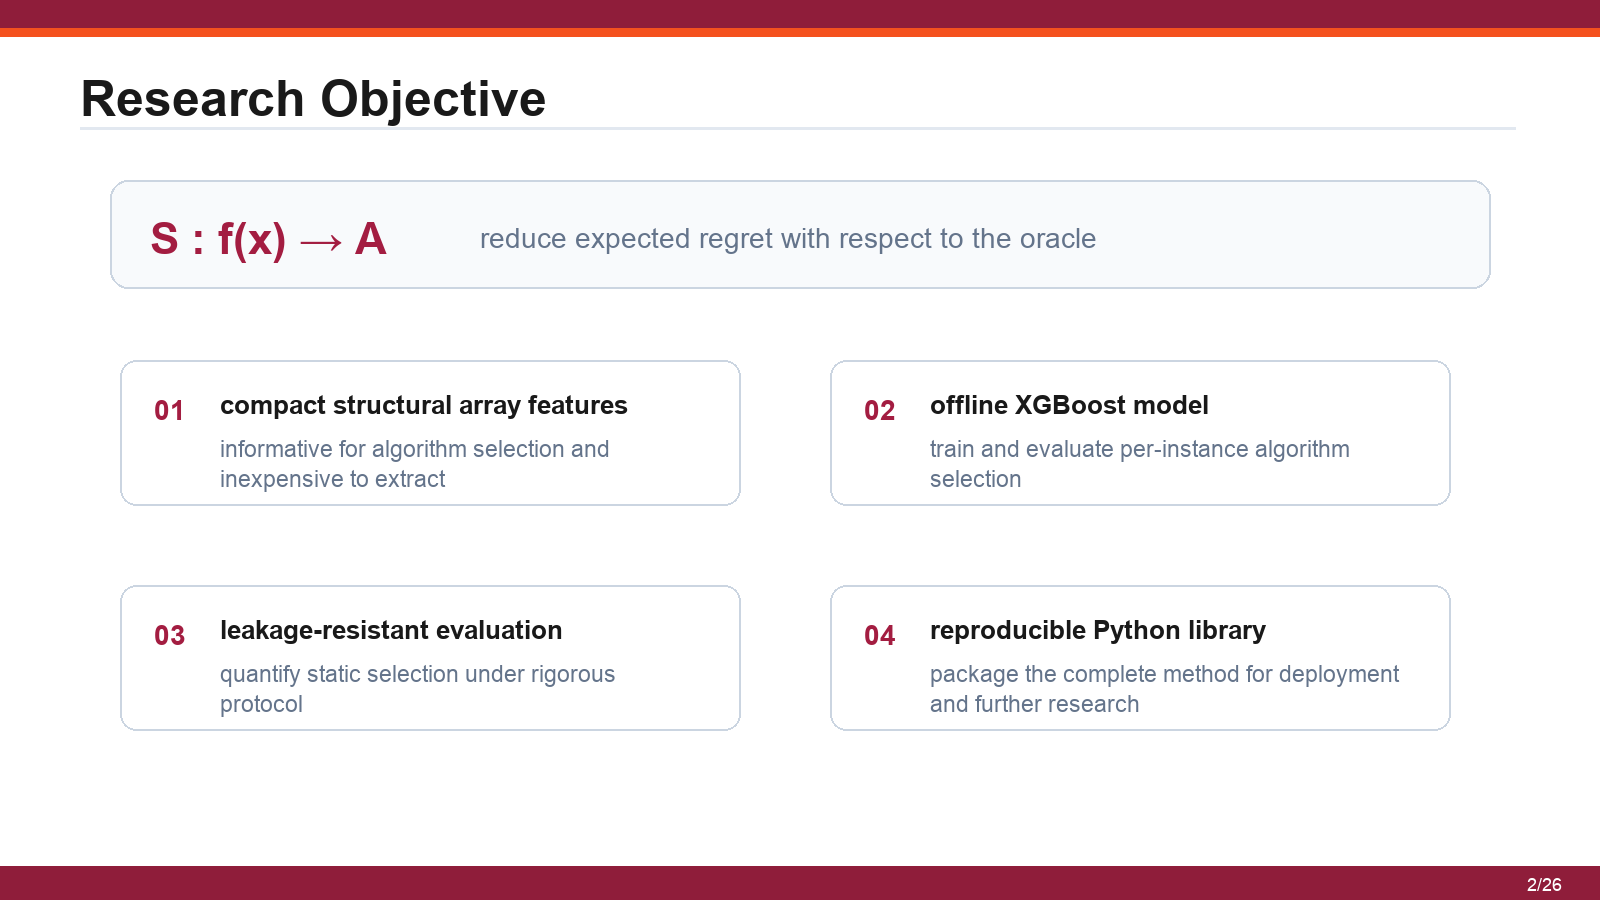 Research Objective
S : f(x) → A
reduce expected regret with respect to the oracle
01
compact structural array features
informative for algorithm selection and
inexpensive to extract
02
offline XGBoost model
train and evaluate per-instance algorithm
selection
03
leakage-resistant evaluation
quantify static selection under rigorous
protocol
04
reproducible Python library
package the complete method for deployment
and further research
2/26